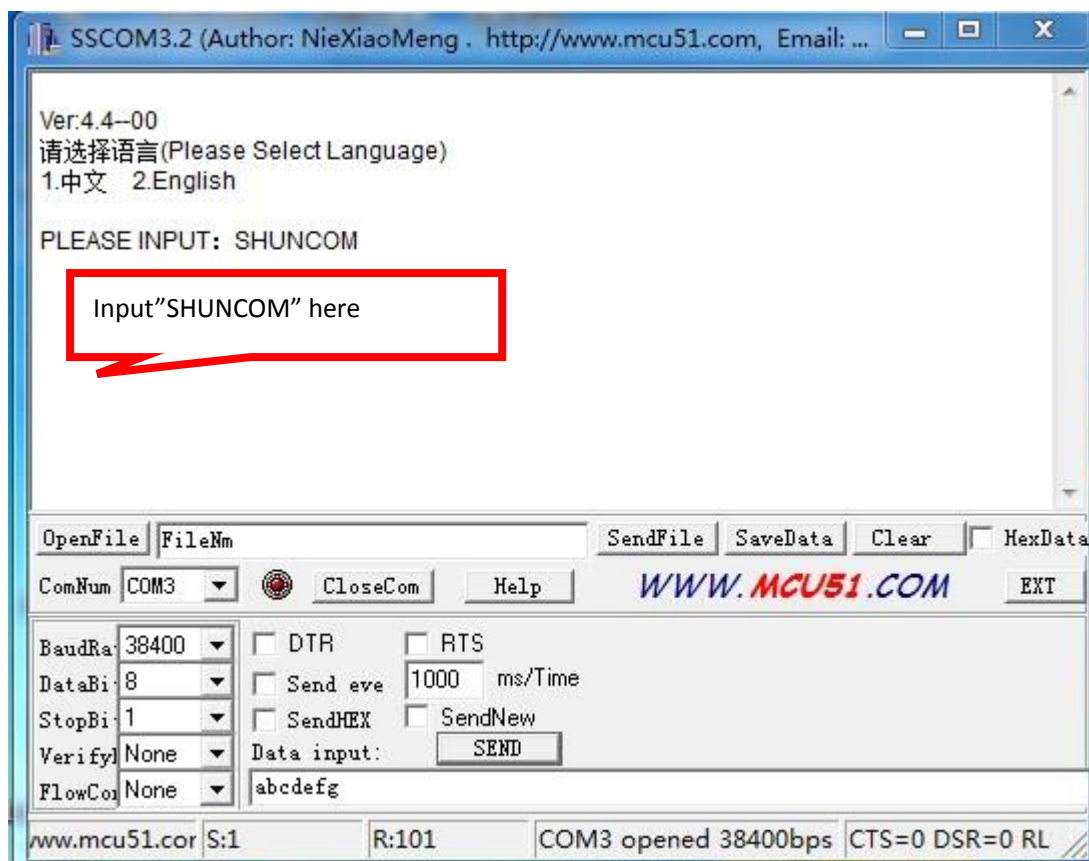 SSCOM3.2 (Author: NieXiaoMeng . http://www.mcu51.com, Email: ...
Ver:4.4--00
请选择语言(Please Select Language)
1.中文 2.English
PLEASE INPUT：SHUNCOM
Input”SHUNCOM” here
OpenFile FileNm SendFile SaveData Clear HexData
ComNum COM3 CloseCom Help WWW.MCU51.COM EXT
BaudRa 38400 DTR RTS
DataBi 8 Send eve 1000 ms/Time
StopBi 1 SendHEX SendNew
Verify None Data input: SEND
FlowCo None abcdefg
www.mcu51.cor S:1 R:101 COM3 opened 38400bps CTS=0 DSR=0 RL